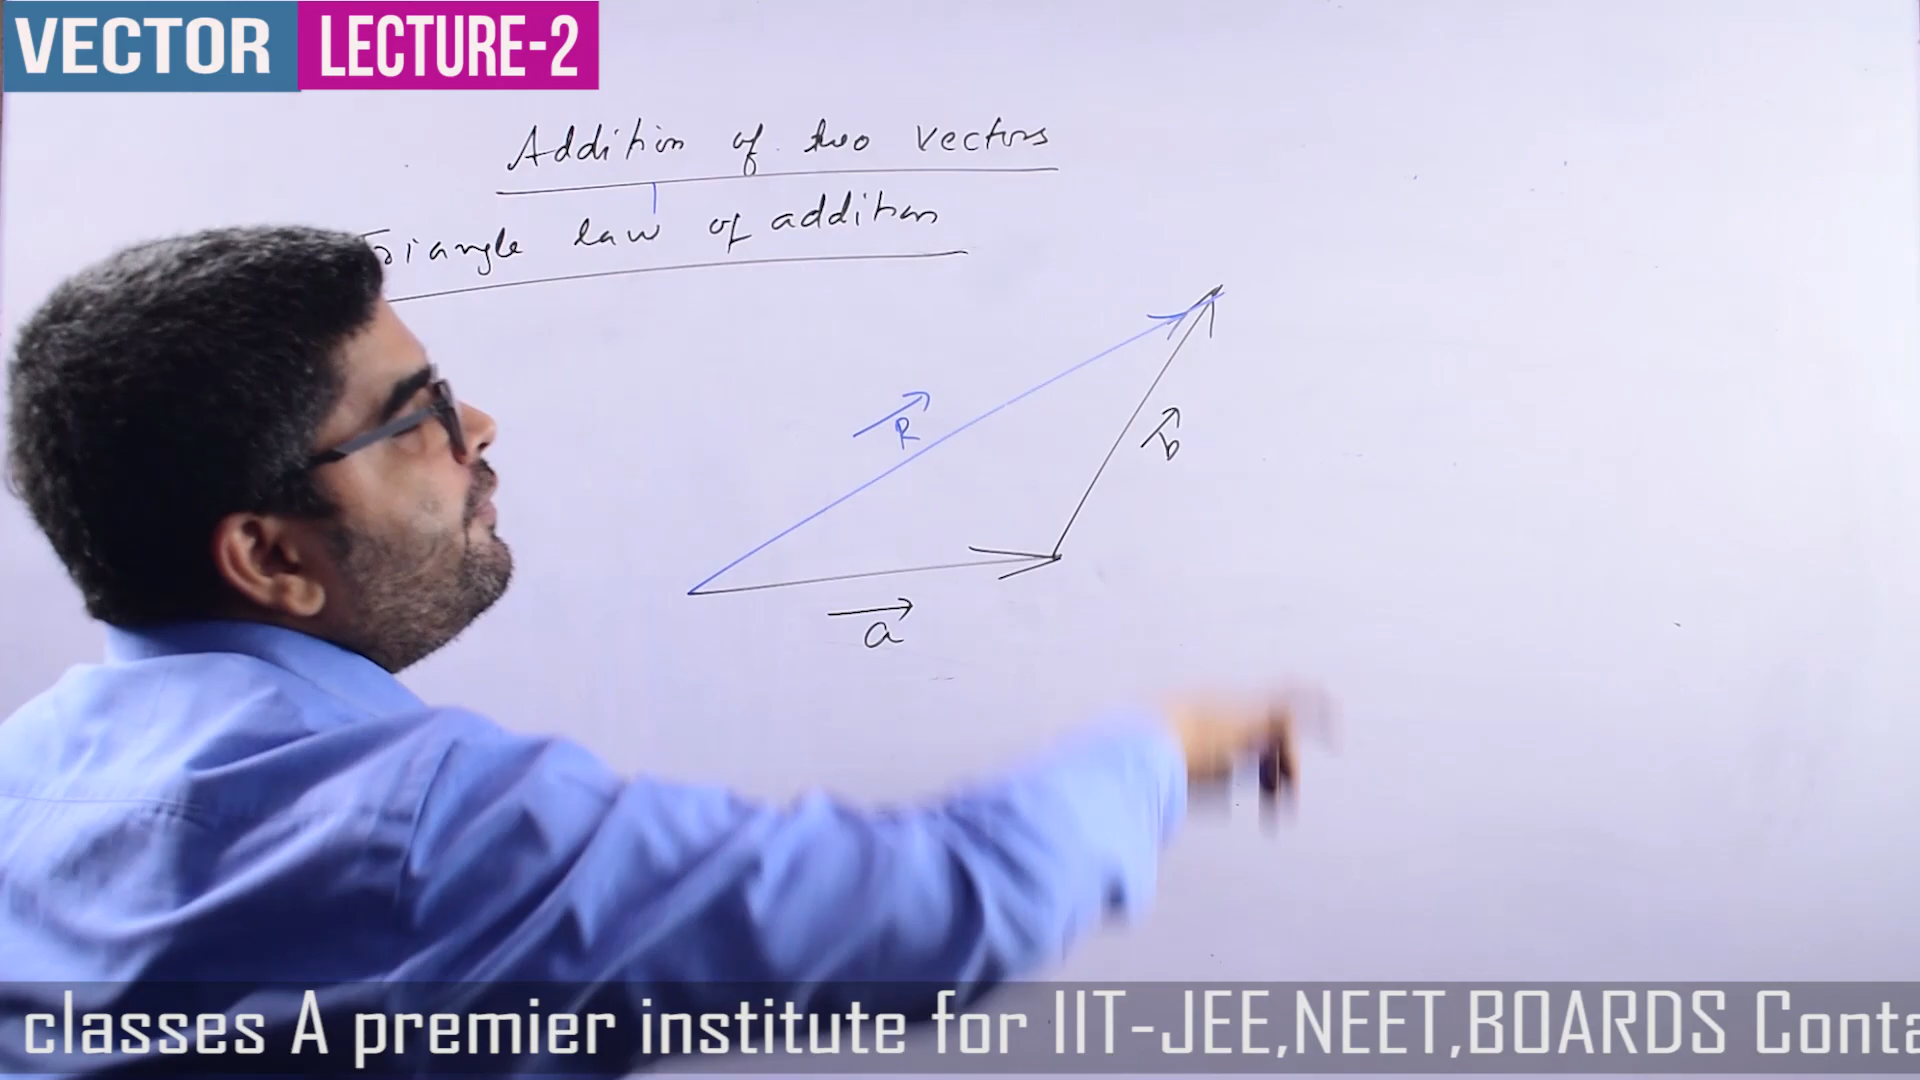 VECTOR LECTURE-2
Addition of two vectors
Triangle law of addition
R
b
a
classes A premier institute for IIT-JEE,NEET,BOARDS Conta